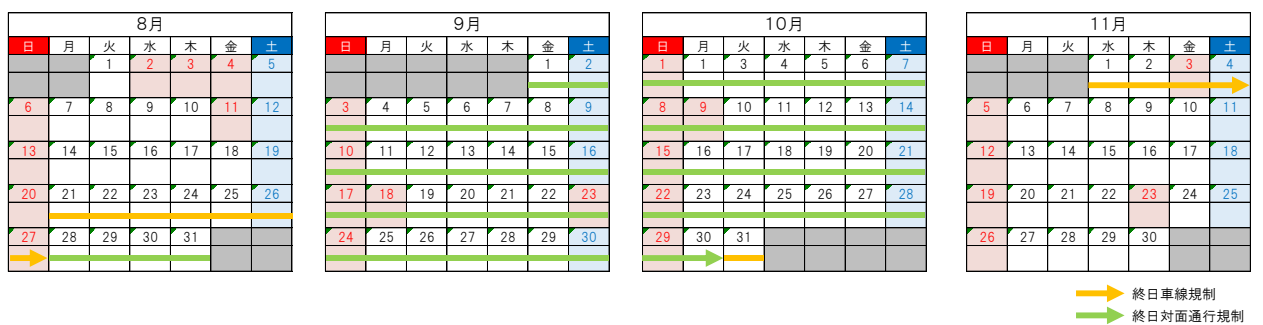 8月
日 月 火 水 木 金 土
1 2 3 4 5
6 7 8 9 10 11 12
13 14 15 16 17 18 19
20 21 22 23 24 25 26
27 28 29 30 31
9月
日 月 火 水 木 金 土
1 2
3 4 5 6 7 8 9
10 11 12 13 14 15 16
17 18 19 20 21 22 23
24 25 26 27 28 29 30
10月
日 月 火 水 木 金 土
1 1 3 4 5 6 7
8 9 10 11 12 13 14
15 16 17 18 19 20 21
22 23 24 25 26 27 28
29 30 31
11月
日 月 火 水 木 金 土
1 2 3 4
5 6 7 8 9 10 11
12 13 14 15 16 17 18
19 20 21 22 23 24 25
26 27 28 29 30
終日車線規制
終日対面通行規制